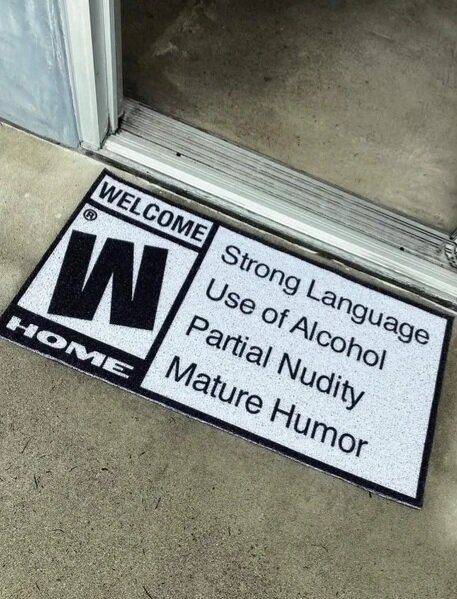 WELCOME
®
W
HOME
Strong Language
Use of Alcohol
Partial Nudity
Mature Humor